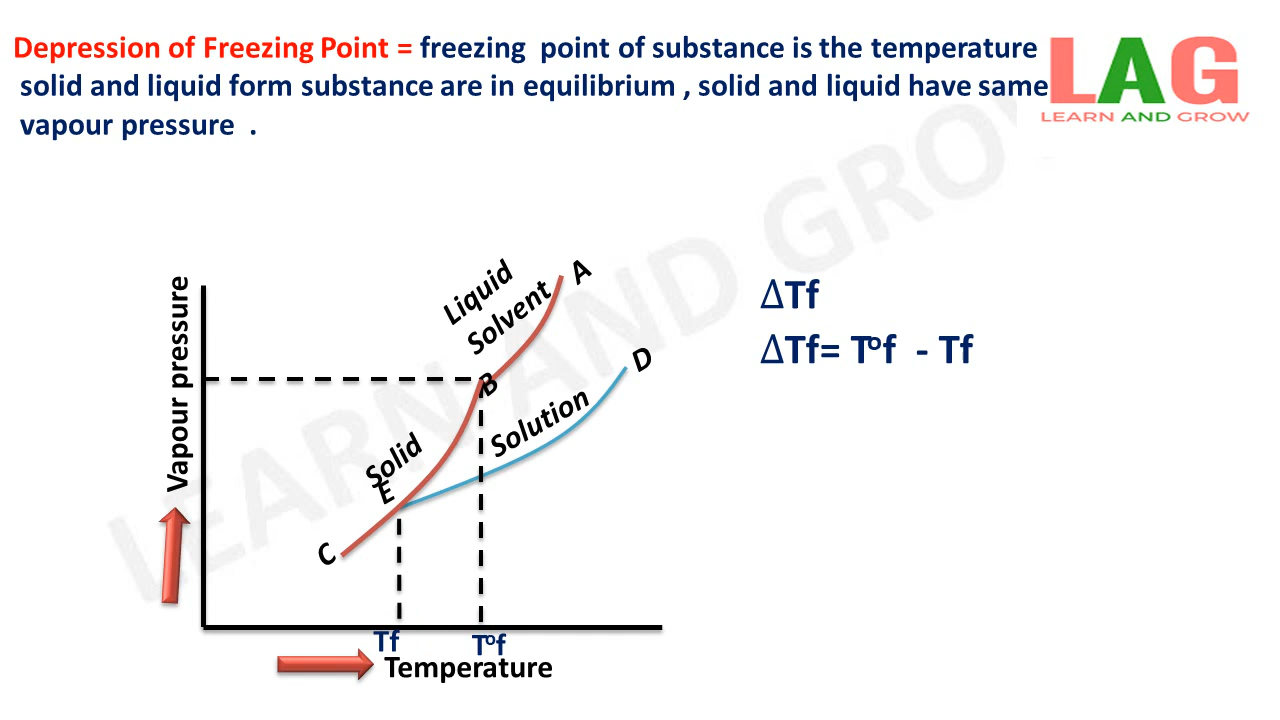 Depression of Freezing Point = freezing  point of substance is the temperature
solid and liquid form substance are in equilibrium , solid and liquid have same
vapour pressure  .
LAG
LEARN AND GROW
LEARN AND GROW
Vapour pressure
Liquid
Solvent
A
B
D
Solution
Solid
E
C
∆Tf
∆Tf= T°f  - Tf
Tf
T°f
Temperature